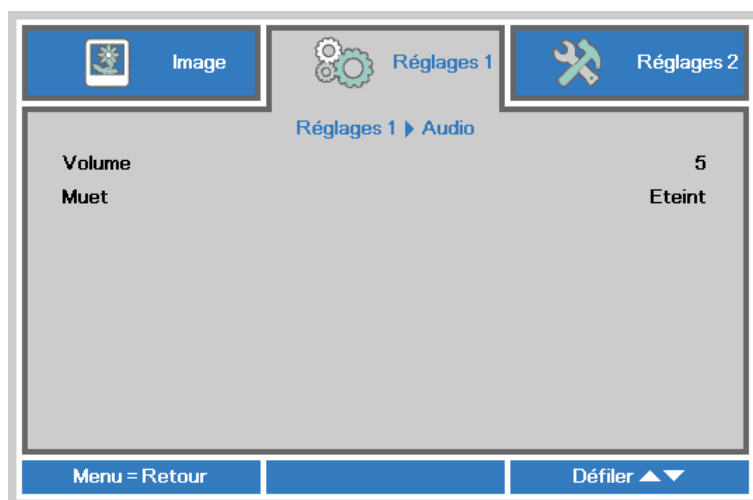 Image
Réglages 1
Réglages 2
Réglages 1 ▶ Audio
Volume 5
Muet Eteint
Menu = Retour
Défiler ▲▼